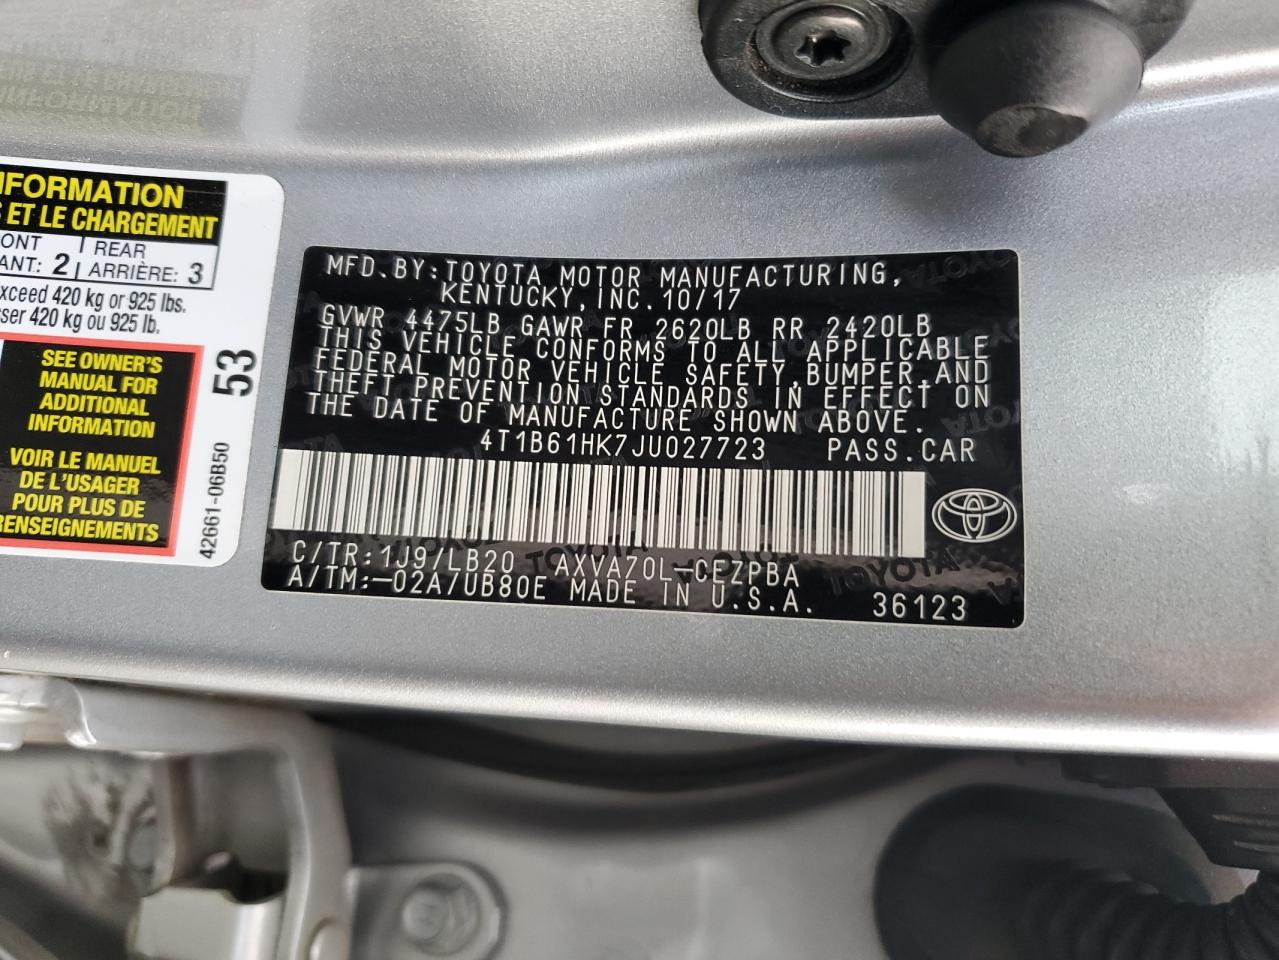 NFORMATION
ET LE CHARGEMENT
ONT
ANT: 2
REAR
ARRIÈRE: 3
xceed 420 kg or 925 lbs.
sser 420 kg ou 925 lb.
SEE OWNER'S
MANUAL FOR
ADDITIONAL
INFORMATION
VOIR LE MANUEL
DE L'USAGER
POUR PLUS DE
RENSEIGNEMENTS
53
42661-06B50
MFD.BY:TOYOTA MOTOR MANUFACTURING,
KENTUCKY,INC.10/17
GVWR 4475LB GAWR FR 2620LB RR 2420LB
THIS VEHICLE CONFORMS TO ALL APPLICABLE
FEDERAL MOTOR VEHICLE SAFETY,BUMPER,AND
THEFT PREVENTION STANDARDS IN EFFECT ON
THE DATE OF MANUFACTURE SHOWN ABOVE.
4T1B61HK7JU027723 PASS.CAR
C/TR:1J9/LB20 AXVA70L-CEZPBA
A/TM:-02A/UB80E MADE IN U.S.A. 36123